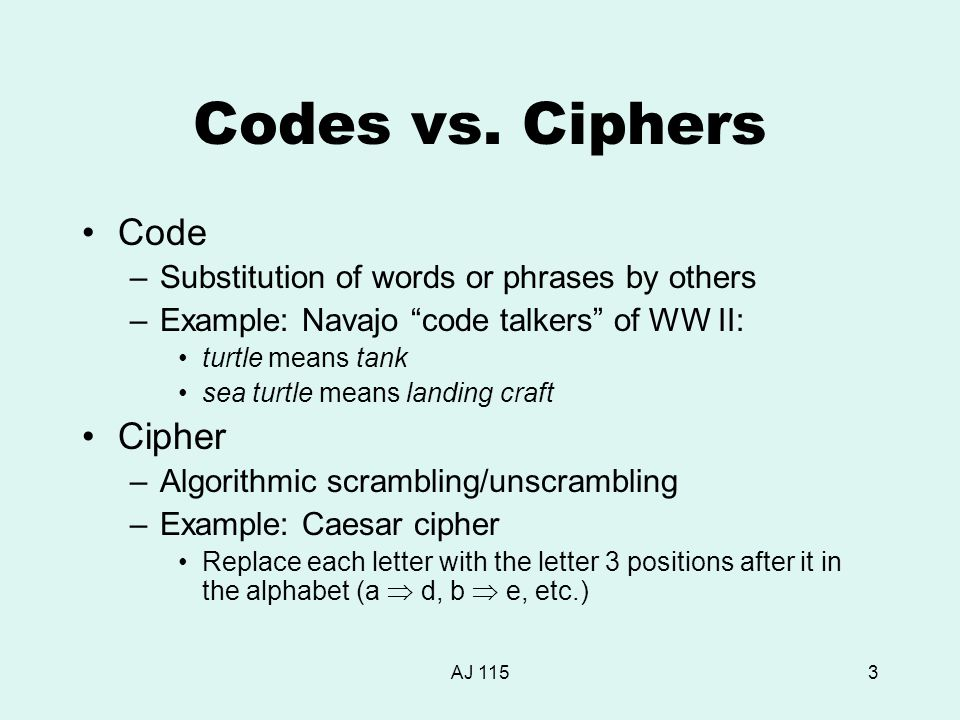 Codes vs. Ciphers
• Code
– Substitution of words or phrases by others
– Example: Navajo “code talkers” of WW II:
• turtle means tank
• sea turtle means landing craft
• Cipher
– Algorithmic scrambling/unscrambling
– Example: Caesar cipher
• Replace each letter with the letter 3 positions after it in
the alphabet (a ⇒ d, b ⇒ e, etc.)
AJ 115 3